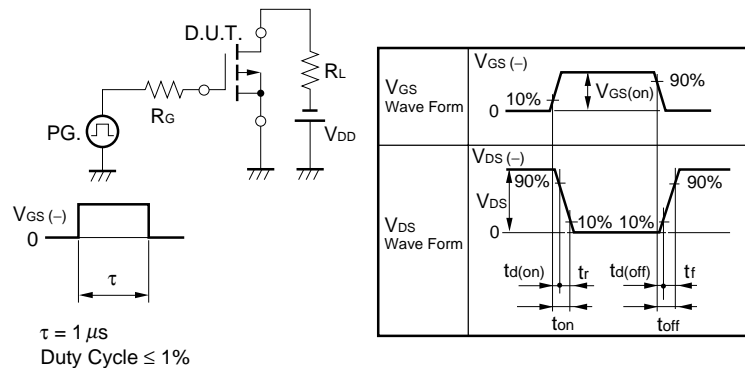 D.U.T.
RL
RG
PG.
VDD
VGS (−)
0
τ
τ = 1 μs
Duty Cycle ≤ 1%
VGS
Wave Form
VGS (−)
10%
0
VGS(on)
90%
VDS
Wave Form
VDS (−)
90%
VDS
0
10% 10%
90%
td(on) tr td(off) tf
ton toff